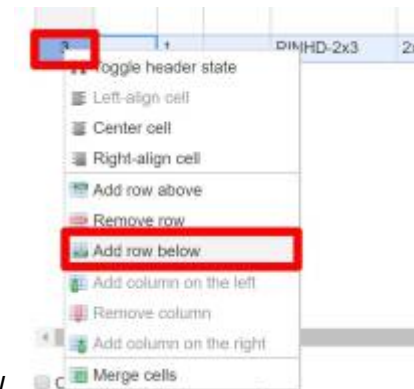 3 1 PINHD-2x3
Toggle header state
Left-align cell
Center cell
Right-align cell
Add row above
Remove row
Add row below
Add column on the left
Remove column
Add column on the right
Merge cells